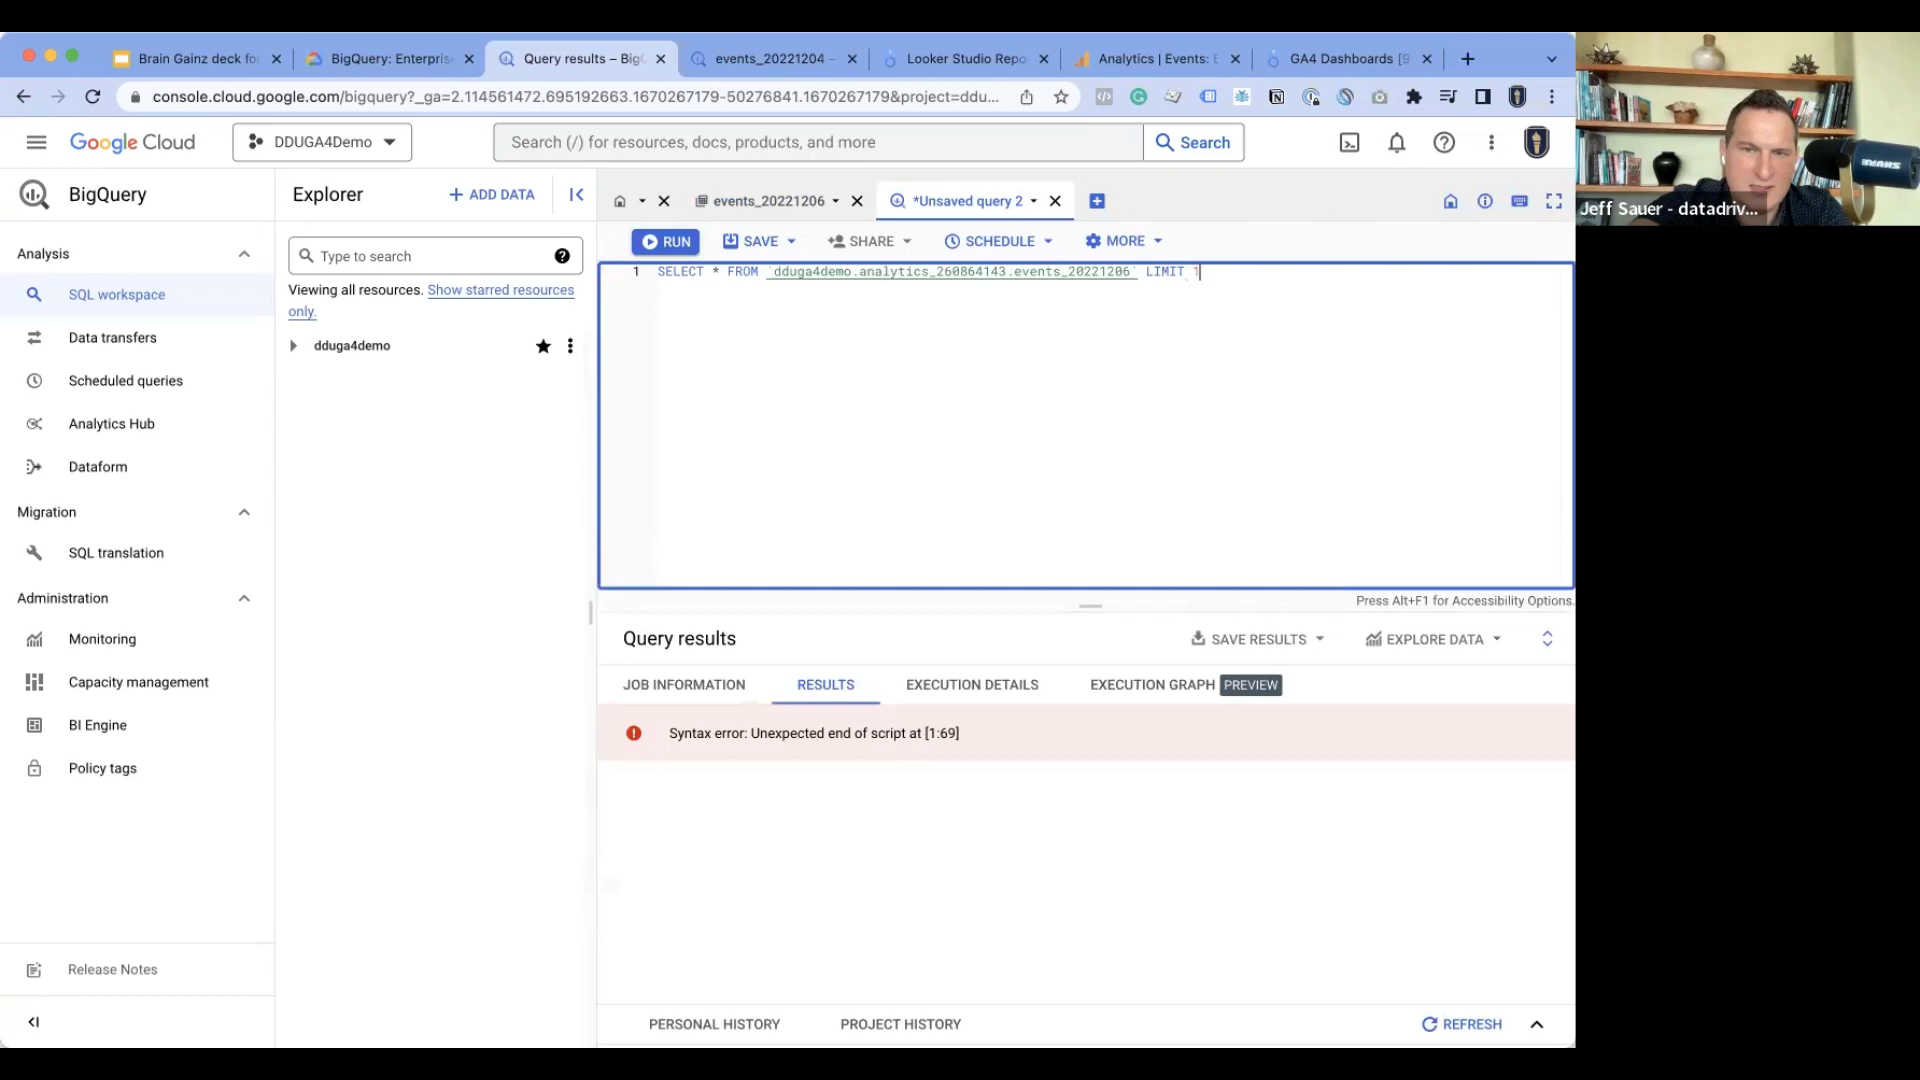 Brain Gainz deck fo
BigQuery: Enterpris
Query results – Big
events_20221204 –
Looker Studio Repo
Analytics | Events: E
GA4 Dashboards [9
console.cloud.google.com/bigquery?_ga=2.114561472.695192663.1670267179-50276841.1670267179&project=ddu...
Google Cloud
DDUGA4Demo
Search (/) for resources, docs, products, and more
Search
BigQuery
Analysis
SQL workspace
Data transfers
Scheduled queries
Analytics Hub
Dataform
Migration
SQL translation
Administration
Monitoring
Capacity management
BI Engine
Policy tags
Release Notes
Explorer
+ ADD DATA
Type to search
Viewing all resources. Show starred resources
only.
dduga4demo
events_20221206
*Unsaved query 2
RUN
SAVE
SHARE
SCHEDULE
MORE
1 SELECT * FROM `dduga4demo.analytics_260864143.events_20221206` LIMIT 1
Press Alt+F1 for Accessibility Options.
Query results
SAVE RESULTS
EXPLORE DATA
JOB INFORMATION
RESULTS
EXECUTION DETAILS
EXECUTION GRAPH PREVIEW
Syntax error: Unexpected end of script at [1:69]
PERSONAL HISTORY
PROJECT HISTORY
REFRESH
Jeff Sauer - datadriv...
SHURE